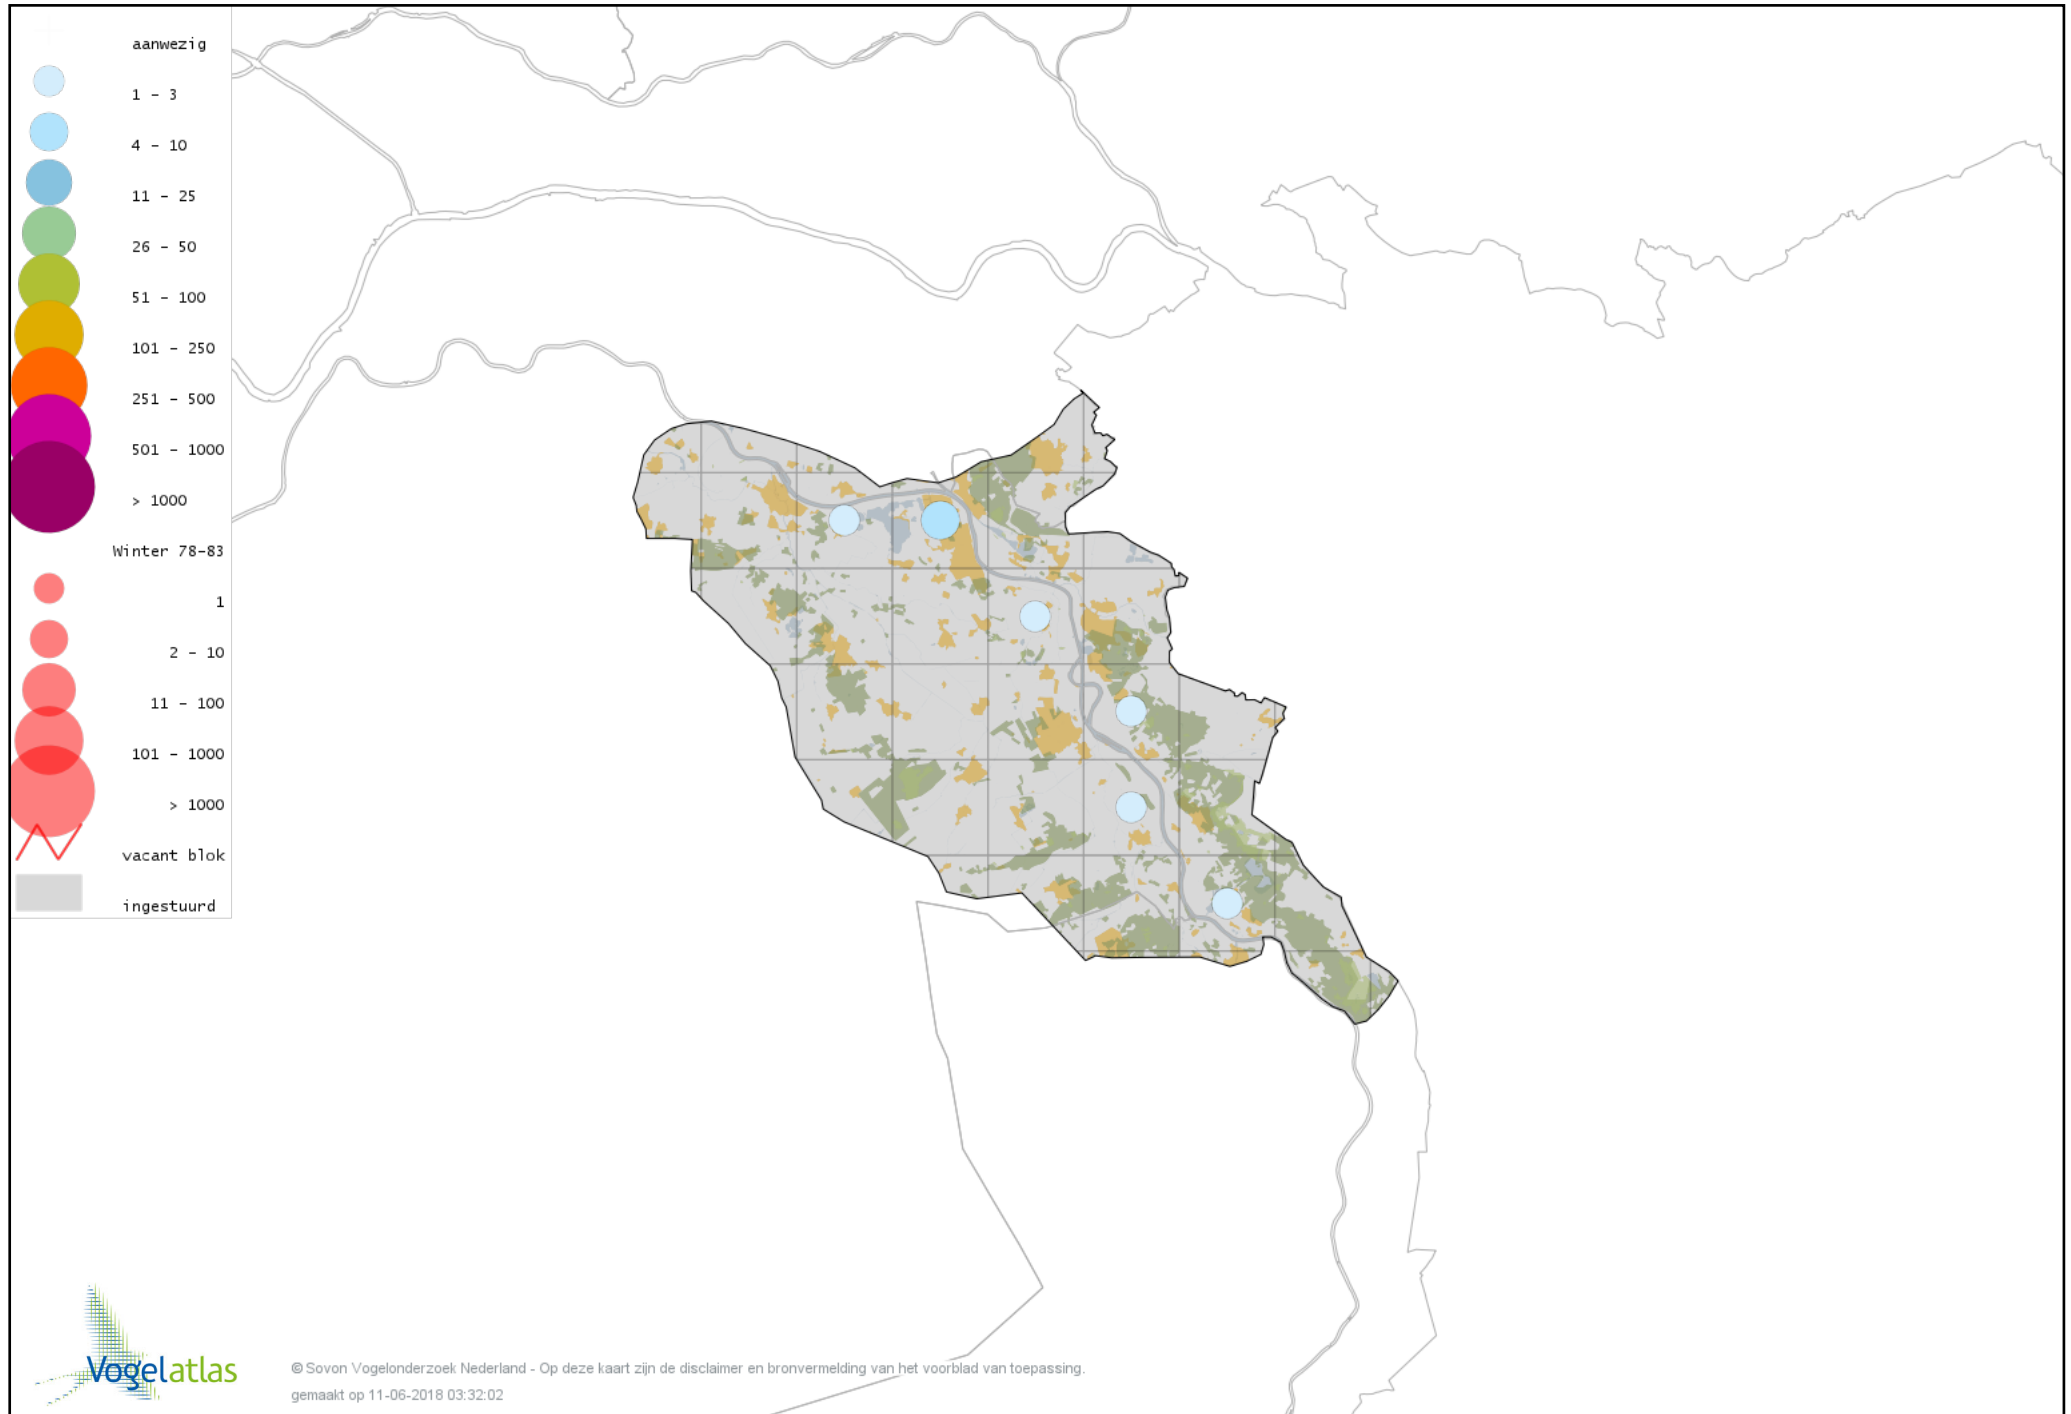 aanwezig
1 - 3
4 - 10
11 - 25
26 - 50
51 - 100
101 - 250
251 - 500
501 - 1000
> 1000
Winter 78-83
1
2 - 10
11 - 100
101 - 1000
> 1000
vacant blok
ingestuurd
Vogelatlas
© Sovon Vogelonderzoek Nederland - Op deze kaart zijn de disclaimer en bronvermelding van het voorblad van toepassing.
gemaakt op 11-06-2018 03:32:02